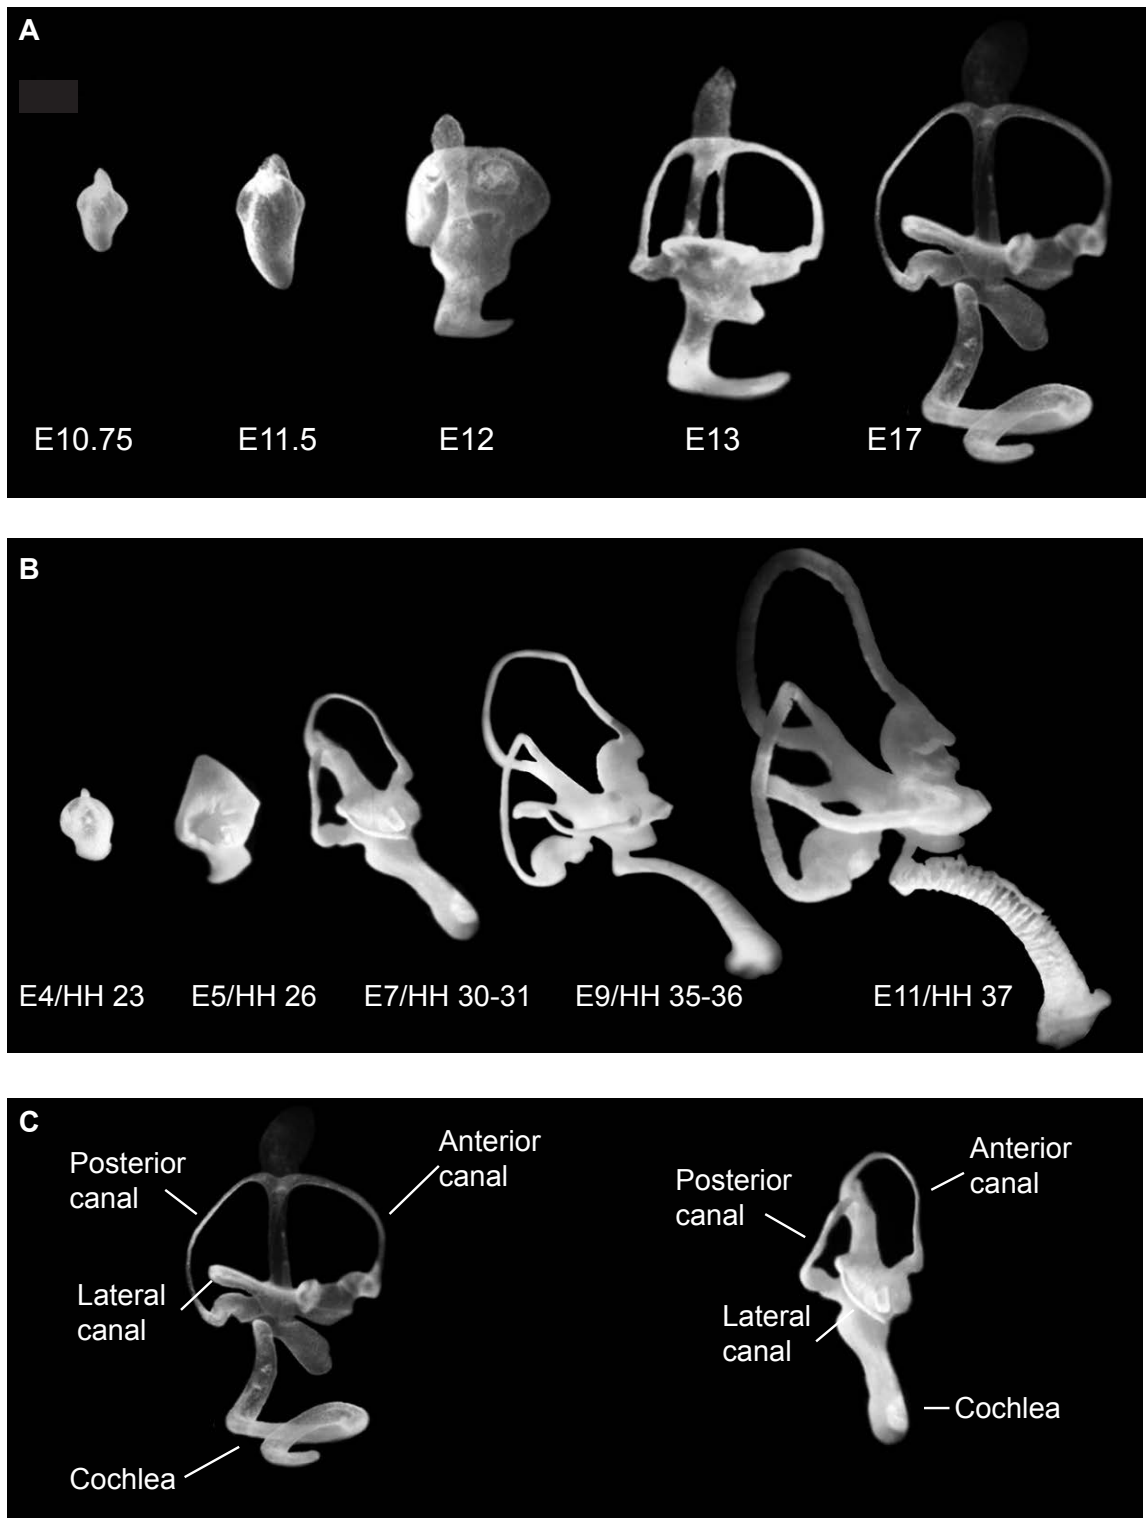 A
E10.75
E11.5
E12
E13
E17
B
E4/HH 23
E5/HH 26
E7/HH 30-31
E9/HH 35-36
E11/HH 37
C
Posterior
canal
Anterior
canal
Lateral
canal
Cochlea
Posterior
canal
Anterior
canal
Lateral
canal
Cochlea